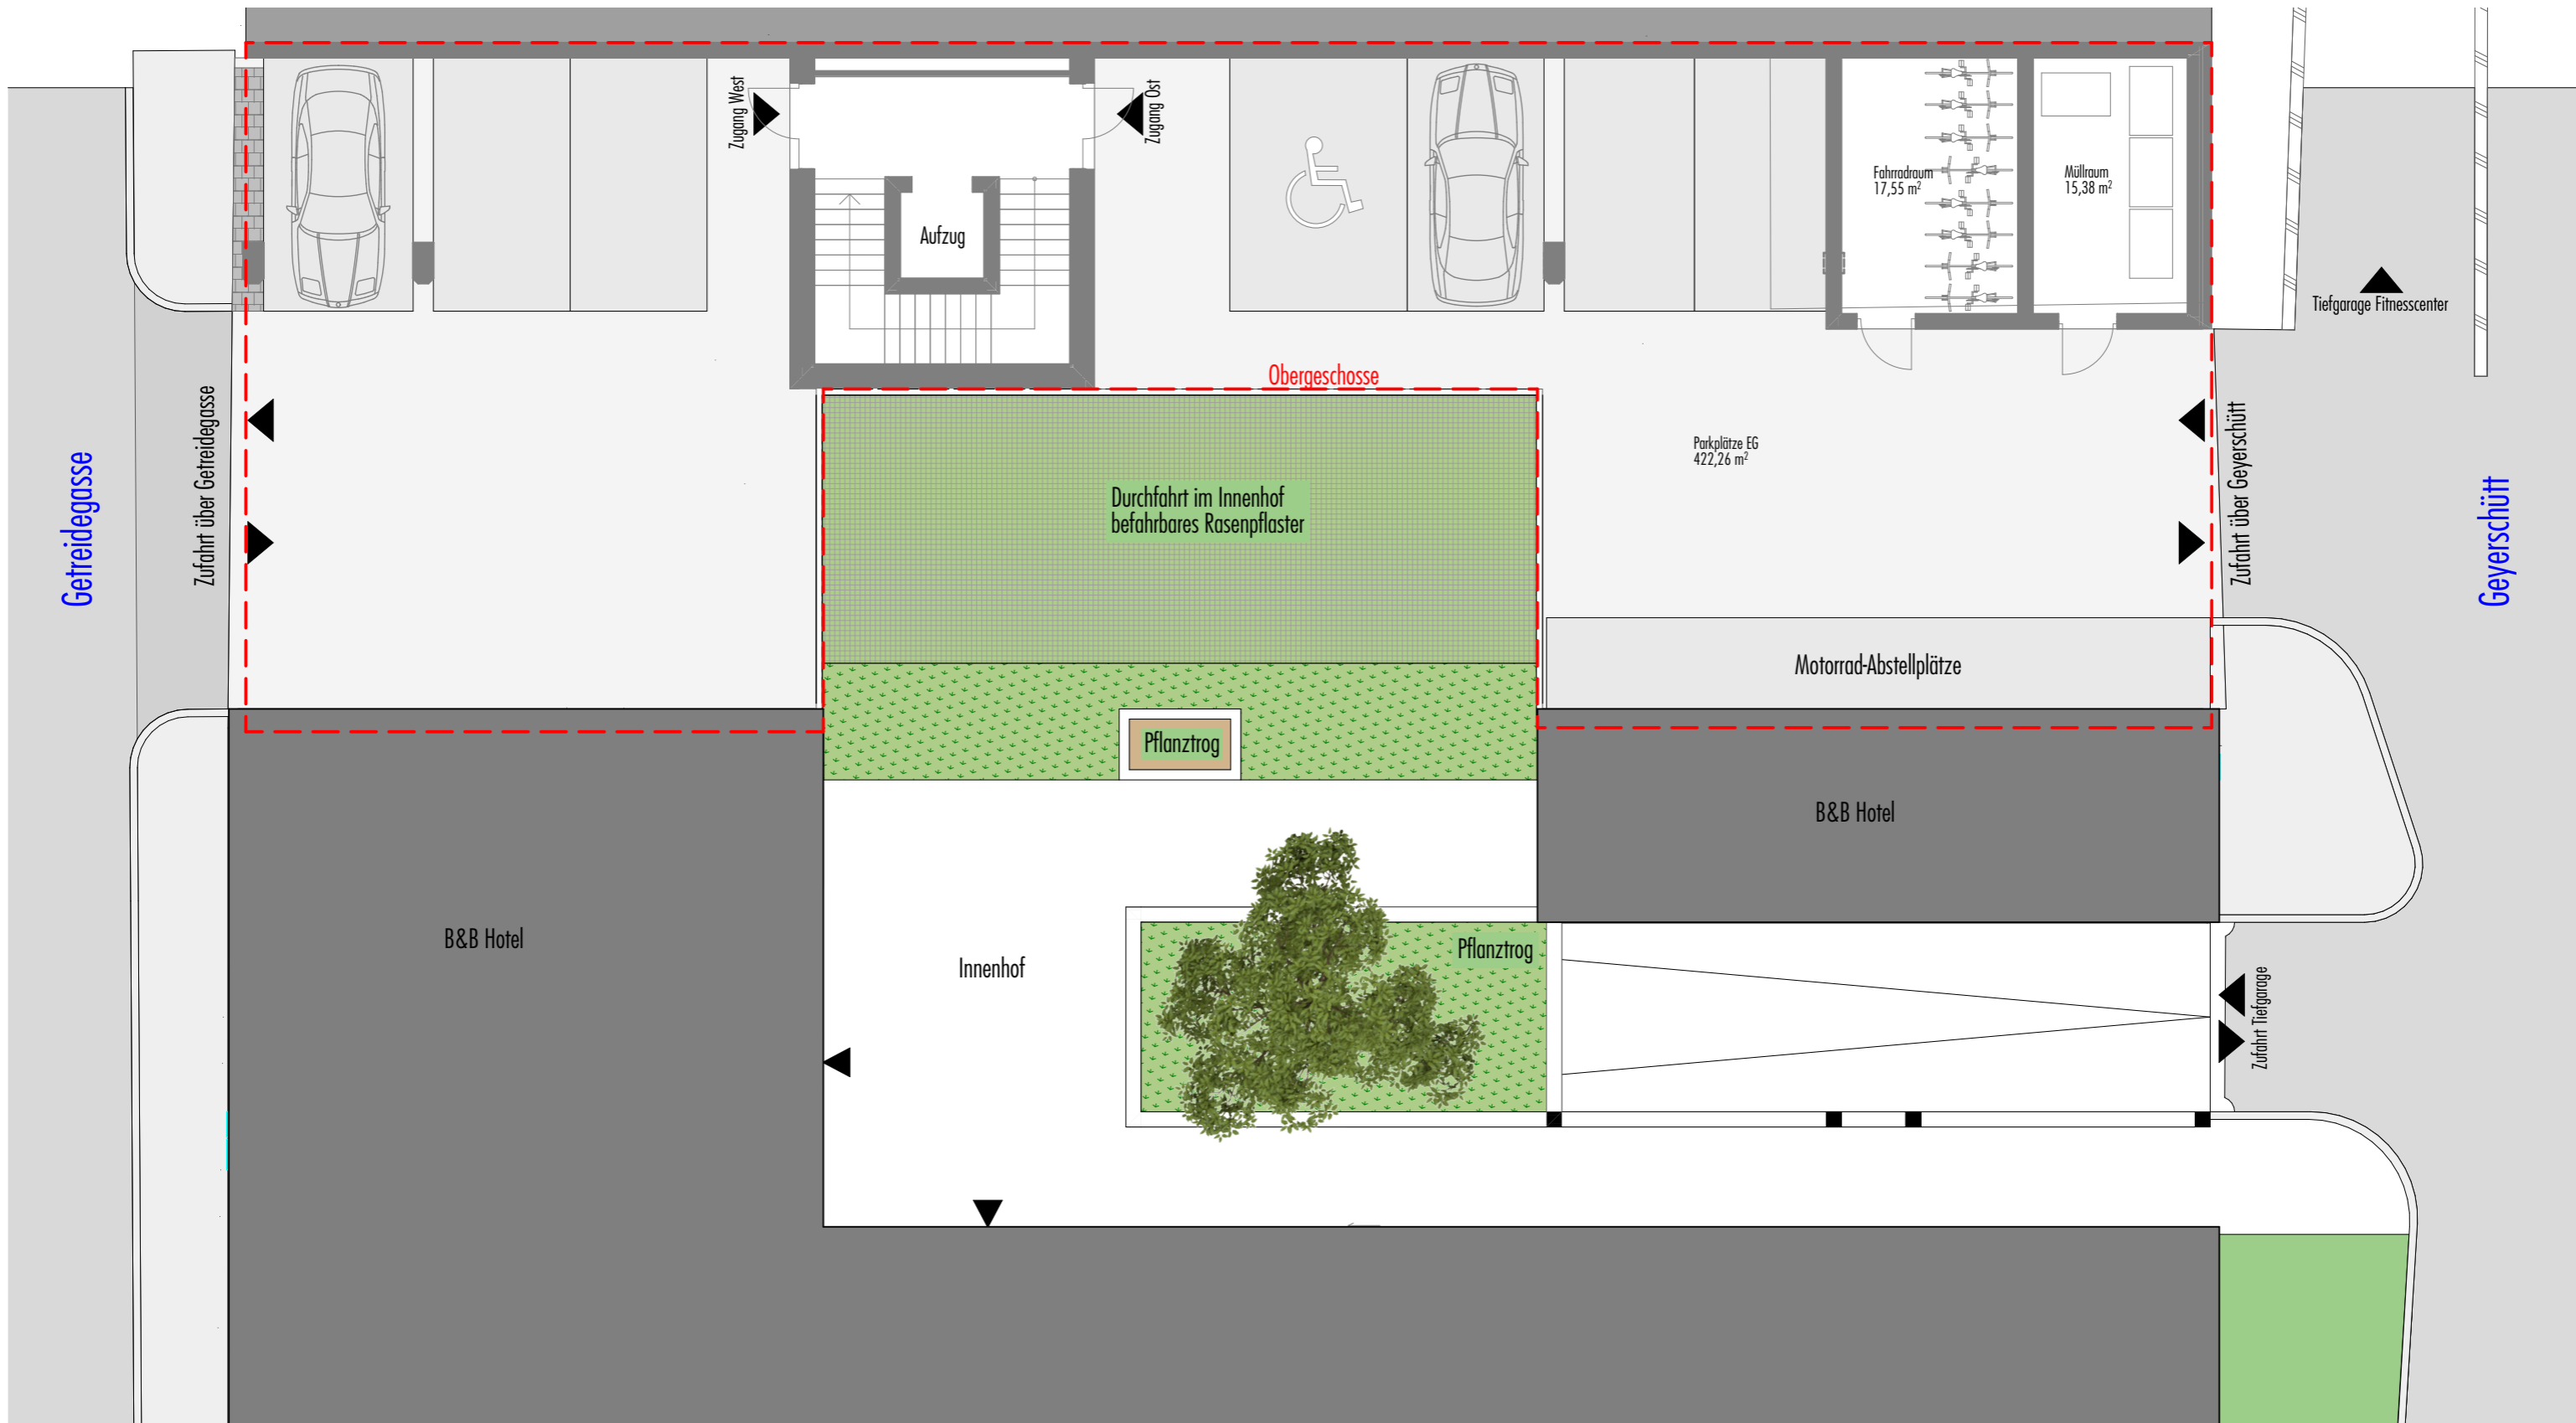 Zugang West
Zugang Ost
Aufzug
Fahrradraum
17,55 m²
Müllraum
15,38 m²
Tiefgarage Fitnesscenter
Obergeschosse
Getreidegasse
Zufahrt über Getreidegasse
Parkplätze EG
422,26 m²
Zufahrt über Geyerschütt
Geyerschütt
Durchfahrt im Innenhof
befahrbares Rasenpflaster
Motorrad-Abstellplätze
Pflanztrog
B&B Hotel
B&B Hotel
Pflanztrog
Innenhof
Zufahrt Tiefgarage